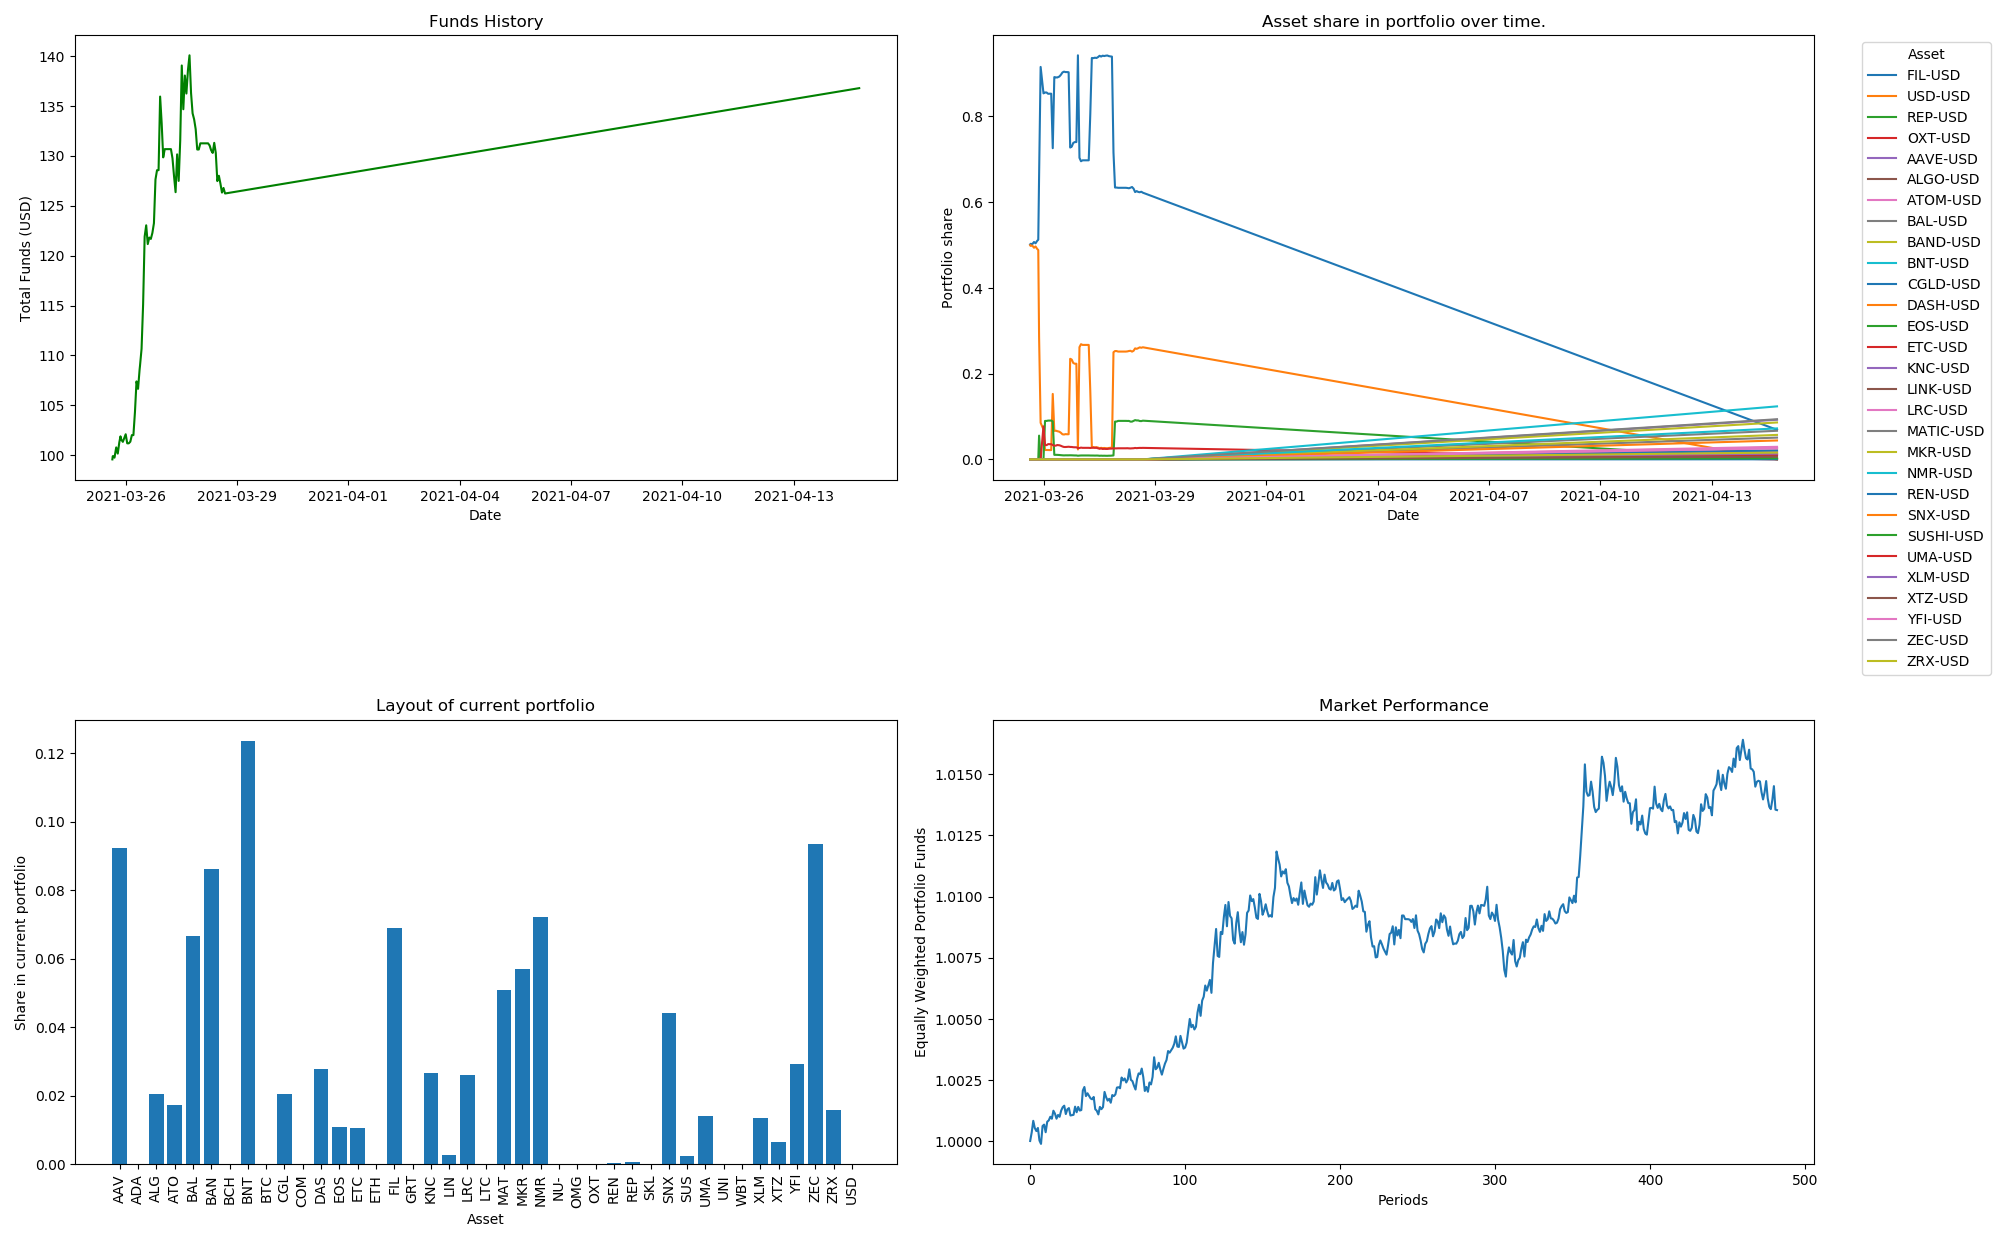 Funds History
140
135
130
125
120
115
110
105
100
Total Funds (USD)
2021-03-26 2021-03-29 2021-04-01 2021-04-04 2021-04-07 2021-04-10 2021-04-13
Date
Asset share in portfolio over time.
0.8
0.6
0.4
0.2
0.0
Portfolio share
2021-03-26 2021-03-29 2021-04-01 2021-04-04 2021-04-07 2021-04-10 2021-04-13
Date
Asset
FIL-USD
USD-USD
REP-USD
OXT-USD
AAVE-USD
ALGO-USD
ATOM-USD
BAL-USD
BAND-USD
BNT-USD
CGLD-USD
DASH-USD
EOS-USD
ETC-USD
KNC-USD
LINK-USD
LRC-USD
MATIC-USD
MKR-USD
NMR-USD
REN-USD
SNX-USD
SUSHI-USD
UMA-USD
XLM-USD
XTZ-USD
YFI-USD
ZEC-USD
ZRX-USD
Layout of current portfolio
0.12
0.10
0.08
0.06
0.04
0.02
0.00
Share in current portfolio
AAV ADA ALG ATO BAL BAN BCH BNT BTC CGL COM DAS EOS ETC ETH FIL GRT KNC LIN LRC LTC MAT MKR NMR NU- OMG OXT REN REP SKL SNX SUS UMA UNI WBT XLM XTZ YFI ZEC ZRX USD
Asset
Market Performance
1.0150
1.0125
1.0100
1.0075
1.0050
1.0025
1.0000
Equally Weighted Portfolio Funds
0 100 200 300 400 500
Periods